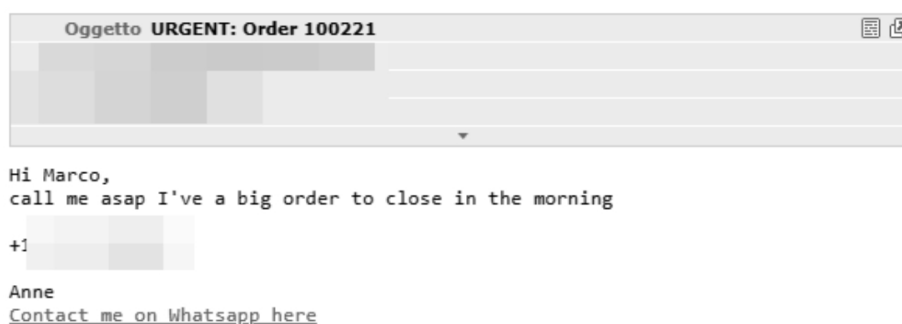 Oggetto URGENT: Order 100221
Hi Marco,
call me asap I've a big order to close in the morning
+1
Anne
Contact me on Whatsapp here